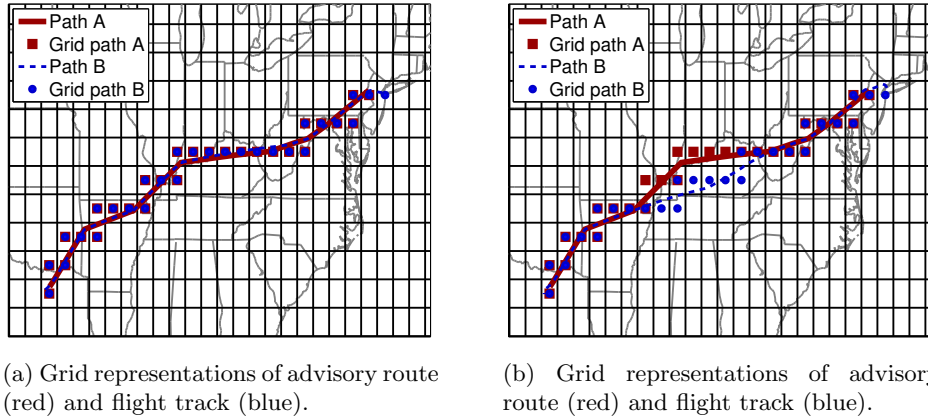 Path A
Grid path A
Path B
Grid path B
Path A
Grid path A
Path B
Grid path B
(a) Grid representations of advisory route
(red) and flight track (blue).
(b) Grid representations of advisory
route (red) and flight track (blue).